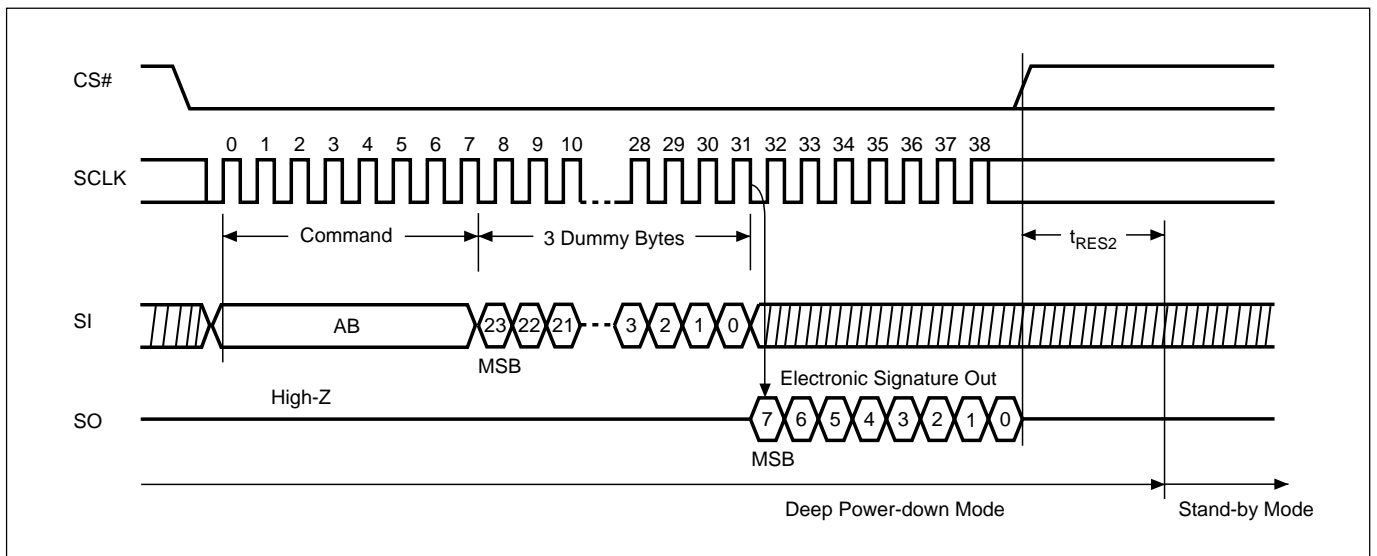 CS#
0 1 2 3 4 5 6 7 8 9 10 28 29 30 31 32 33 34 35 36 37 38
SCLK
Command 3 Dummy Bytes tRES2
SI AB 23 22 21 3 2 1 0
MSB
High-Z Electronic Signature Out
SO 7 6 5 4 3 2 1 0
MSB
Deep Power-down Mode Stand-by Mode